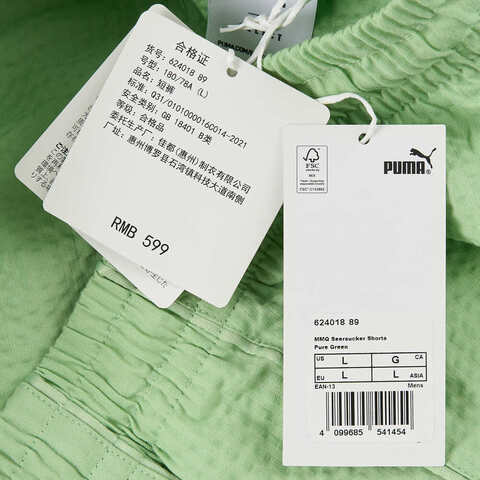 合格证
货号: 624018 89
号型: 180/78A (L)
品名: 短裤
标准: Q31/0101000016C014-2021
安全类别: GB 18401 B类
等级: 合格品
委托生产厂: 佳都(惠州)制衣有限公司
厂址: 惠州博罗县石湾镇科技大道南侧
RMB 599
PUMA
FSC
MIX
624018 89
MMQ Seersucker Shorts
Pure Green
US L G CA
EU L L ASIA
EAN-13 Mens
4 099685 541454